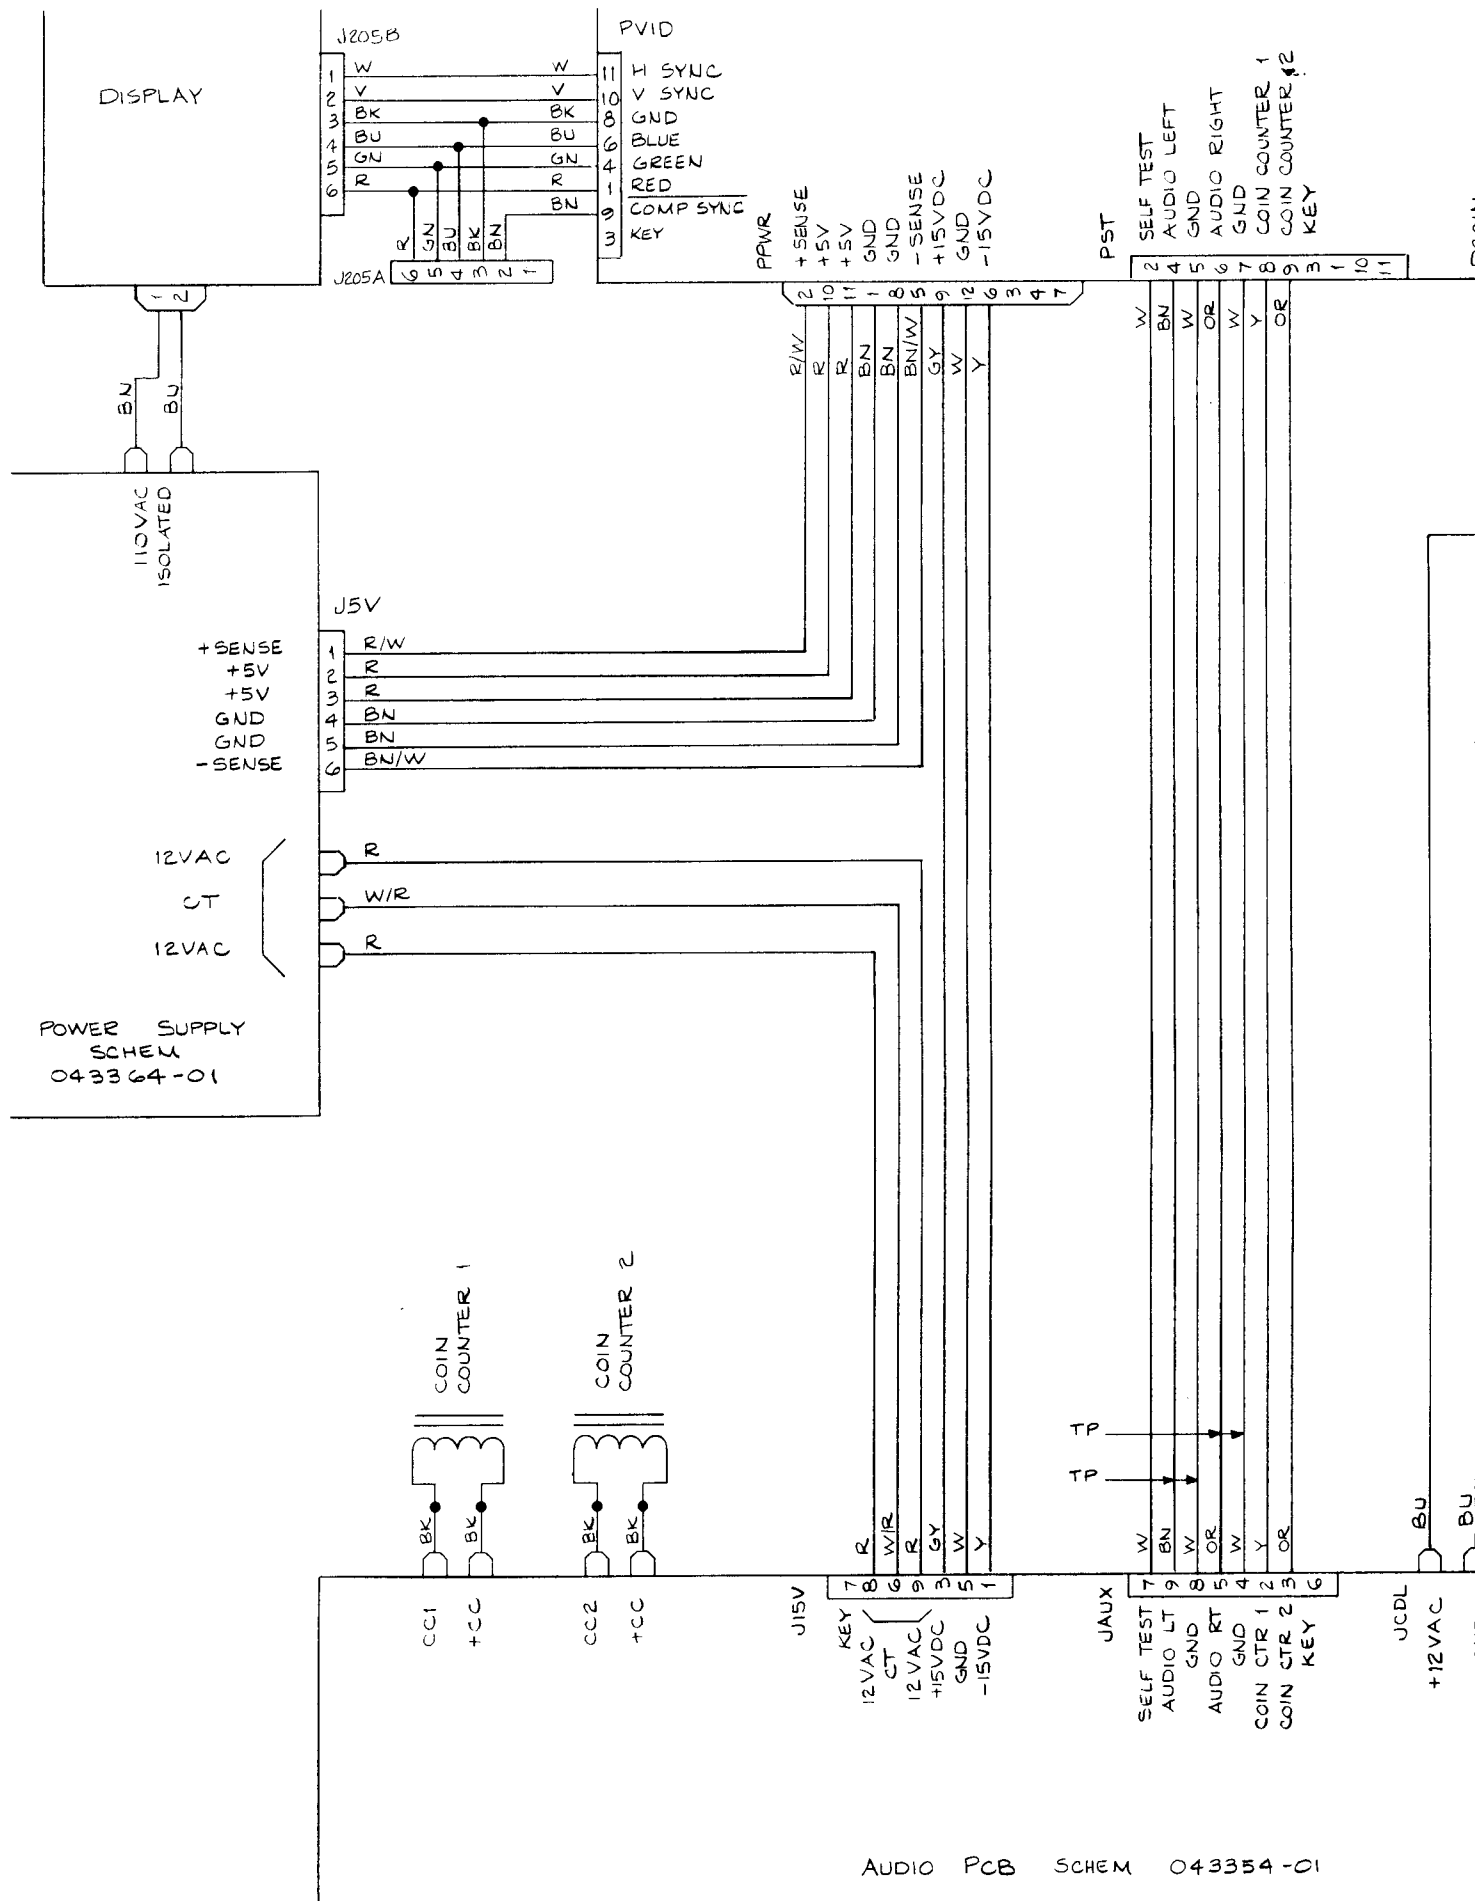 DISPLAY
J205B
1 W
2 V
3 BK
4 BU
5 GN
6 R
PVID
W 11 H SYNC
V 10 V SYNC
BK 8 GND
BU 6 BLUE
GN 4 GREEN
R 1 RED
BN 9 COMP SYNC
3 KEY
J205A
R 6
GN 5
BU 4
BK 3
BN 2
1
1
2
BN
BU
110VAC
ISOLATED
PPWR
+SENSE 2 R/W
+5V 10 R
+5V 11 R
GND 1 BN
GND 8 BN
-SENSE 5 BN/W
+15VDC 9 GY
GND 12 W
-15VDC 6 Y
3
4
7
PST
SELF TEST 2 W
AUDIO LEFT 4 BN
GND 5 W
AUDIO RIGHT 6 OR
GND 7 W
COIN COUNTER 1 8 Y
COIN COUNTER 2 9 OR
KEY 3
1
10
11
J5V
+SENSE 1 R/W
+5V 2 R
+5V 3 R
GND 4 BN
GND 5 BN
-SENSE 6 BN/W
12VAC R
CT W/R
12VAC R
POWER SUPPLY
SCHEM
043364-01
COIN
COUNTER 1
COIN
COUNTER 2
BK
BK
BK
BK
CC1
+CC
CC2
+CC
J15V
KEY 7
12VAC 8 R
CT 6 W/R
12VAC 9 R
+15VDC 3 GY
GND 5 W
-15VDC 1 Y
TP
TP
JAUX
SELF TEST 7 W
AUDIO LT 9 BN
GND 8 W
AUDIO RT 5 OR
GND 4 W
COIN CTR 1 2 Y
COIN CTR 2 3 OR
KEY 6
JCDL
+12VAC
BU
BU
AUDIO PCB SCHEM 043354-01